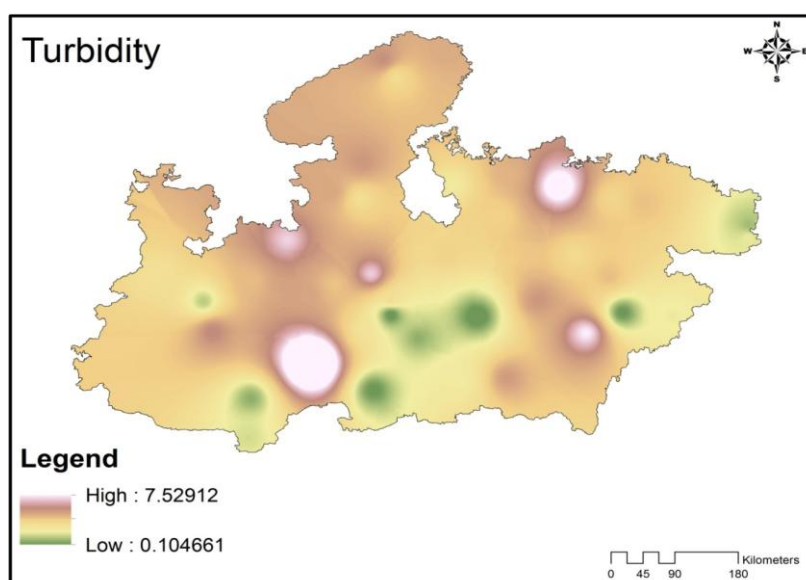 Turbidity
N
W E
S
Legend
High : 7.52912
Low : 0.104661
Kilometers
0 45 90 180